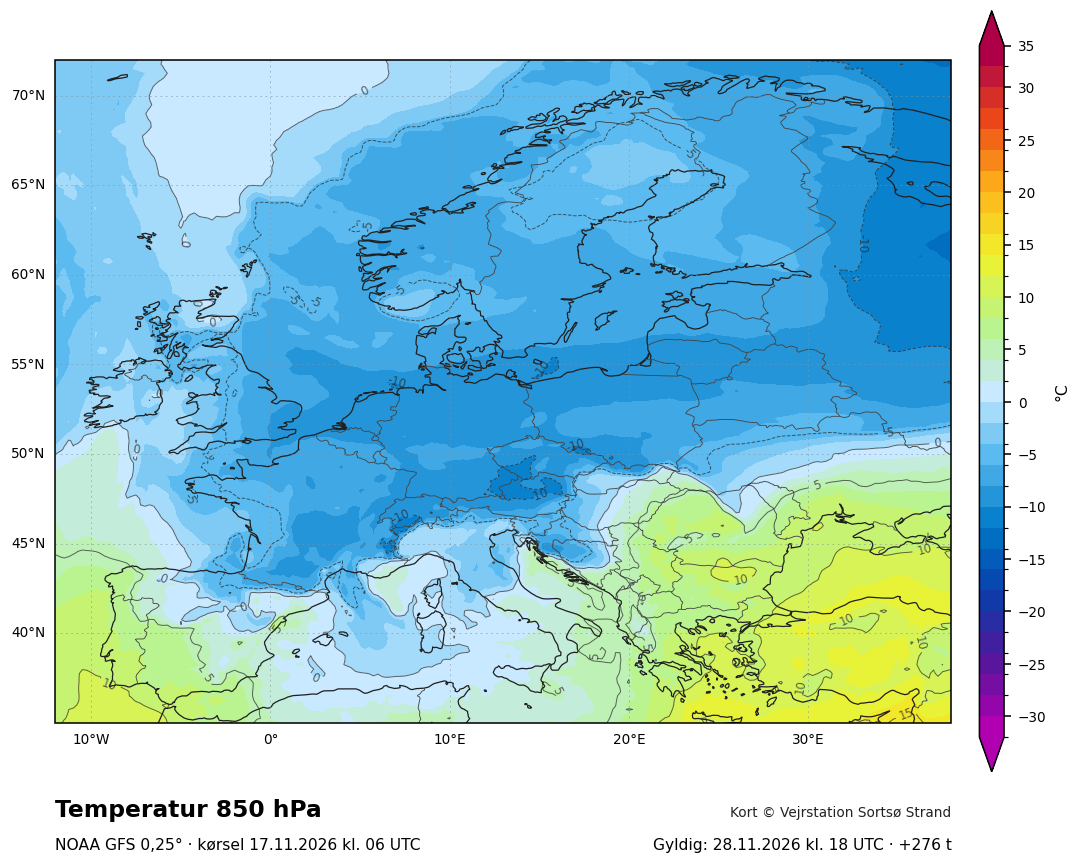 70°N
65°N
60°N
55°N
50°N
45°N
40°N
10°W
0°
10°E
20°E
30°E
35
30
25
20
15
10
5
0
−5
−10
−15
−20
−25
−30
°C
Temperatur 850 hPa
Kort © Vejrstation Sortsø Strand
NOAA GFS 0,25° · kørsel 17.11.2026 kl. 06 UTC
Gyldig: 28.11.2026 kl. 18 UTC · +276 t